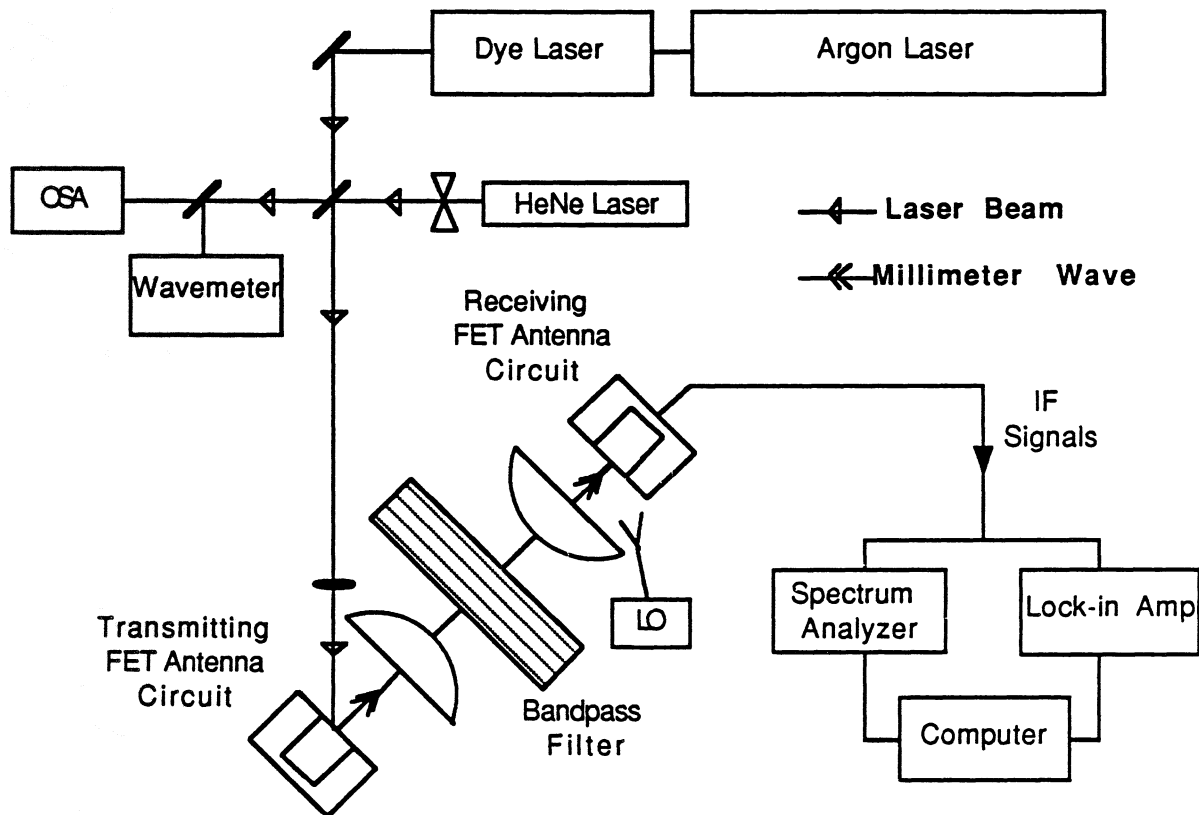 Dye Laser
Argon Laser
OSA
HeNe Laser
Laser Beam
Wavemeter
Millimeter Wave
Receiving
FET Antenna
Circuit
IF
Signals
Spectrum
Analyzer
Lock-in Amp
LO
Transmitting
FET Antenna
Circuit
Bandpass
Filter
Computer